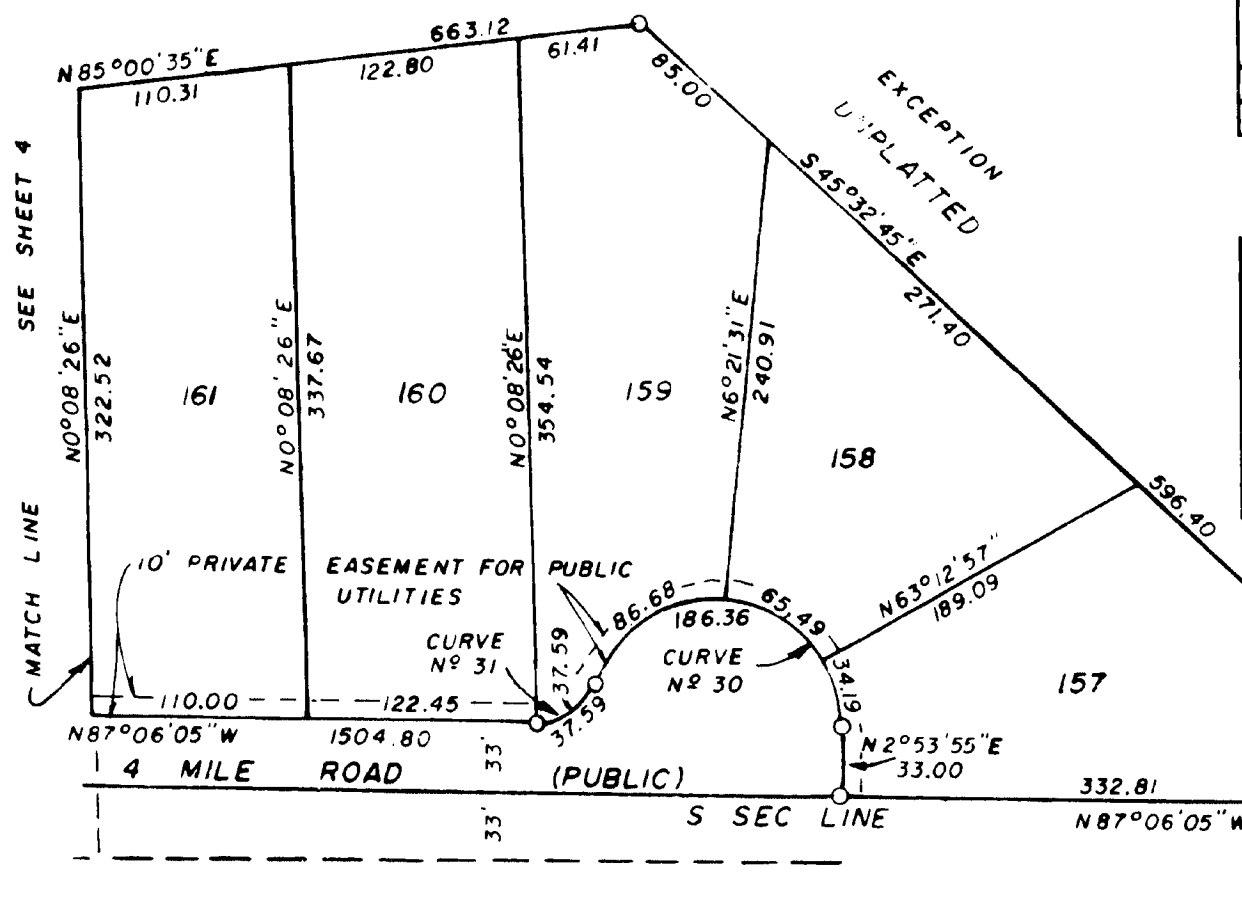 663.12
61.41
N85°00'35"E
122.80
110.31
85.00
EXCEPTION
UNPLATTED
S45°32'45"E
271.40
596.40
SEE SHEET 4
MATCH LINE
N0°08'26"E
322.52
161
N0°08'26"E
337.67
160
N0°08'26"E
354.54
159
N6°21'31"E
240.91
158
N63°12'57"
189.09
157
10' PRIVATE EASEMENT FOR PUBLIC
UTILITIES
CURVE
Nº 31
37.59
37.59
86.68
186.36
65.49
CURVE
Nº 30
34.19
110.00
122.45
N87°06'05"W
1504.80
33'
N2°53'55"E
33.00
4 MILE ROAD (PUBLIC)
332.81
S SEC LINE
N87°06'05"W
33'